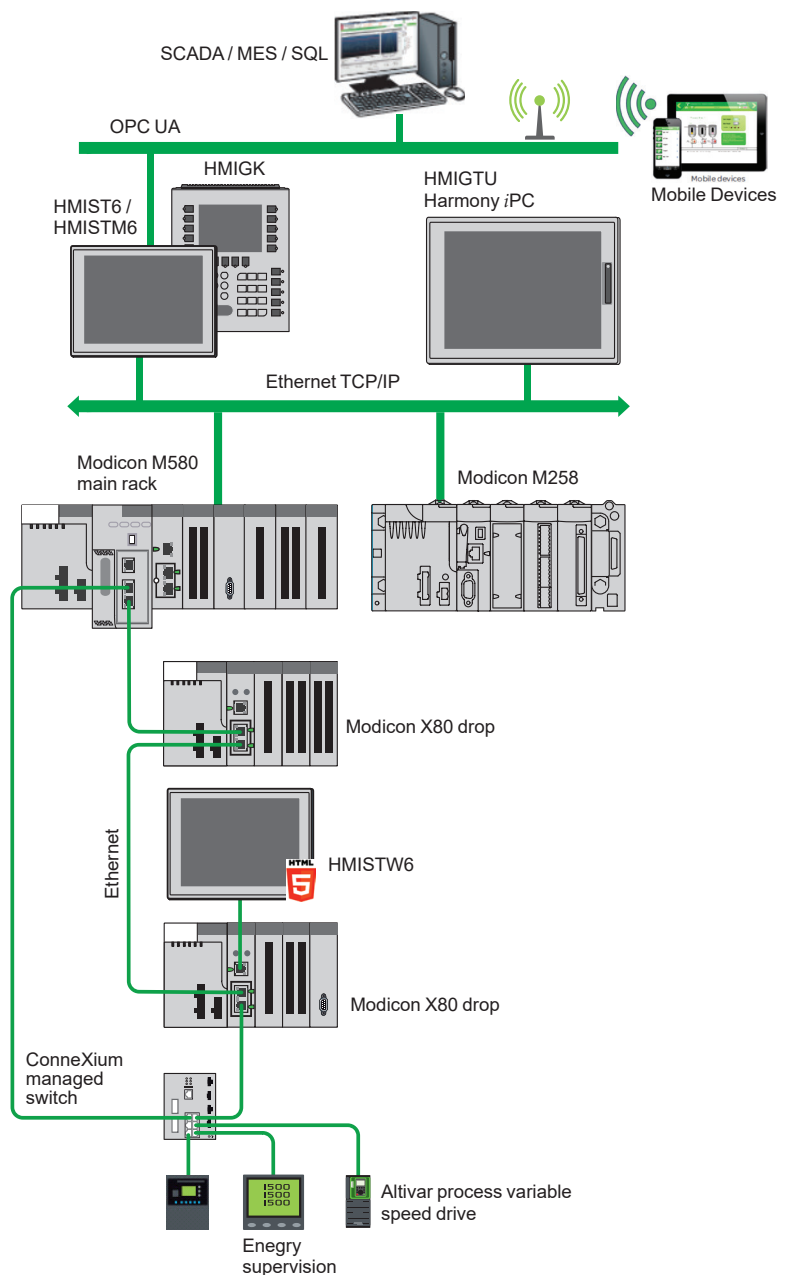 SCADA / MES / SQL
OPC UA
Mobile devices
Mobile Devices
HMIGK
HMIGTU
Harmony iPC
HMIST6 /
HMISTM6
Ethernet TCP/IP
Modicon M580
main rack
Modicon M258
Modicon X80 drop
Ethernet
HTML
5
HMISTW6
Modicon X80 drop
ConneXium
managed
switch
1500
1500
1500
Altivar process variable
speed drive
Enegry
supervision